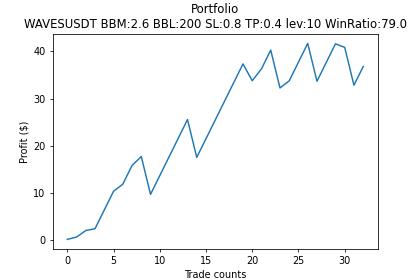 Portfolio
WAVESUSDT BBM:2.6 BBL:200 SL:0.8 TP:0.4 lev:10 WinRatio:79.0
Profit ($)
40
30
20
10
0
0 5 10 15 20 25 30
Trade counts